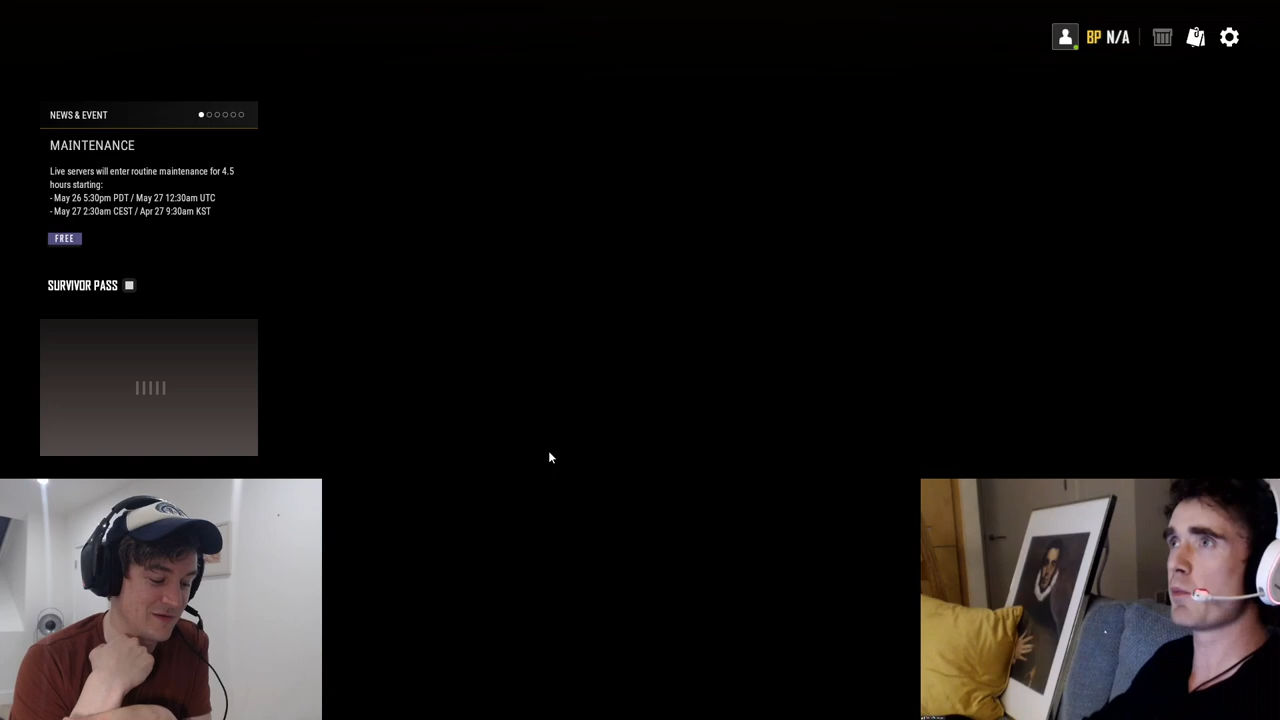 BP N/A
NEWS & EVENT
MAINTENANCE
Live servers will enter routine maintenance for 4.5
hours starting:
- May 26 5:30pm PDT / May 27 12:30am UTC
- May 27 2:30am CEST / Apr 27 9:30am KST
FREE
SURVIVOR PASS